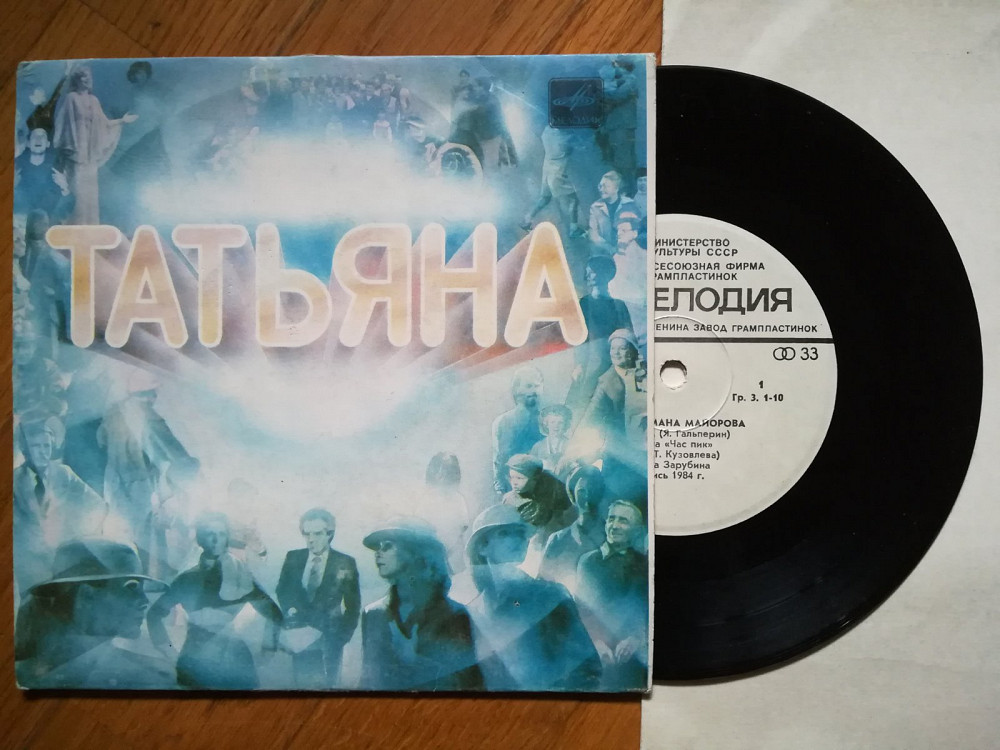 ТАТЬЯНА
ИНИСТЕРСТВО
УЛЬТУРЫ СССР
СЕСОЮЗНАЯ ФИРМА
РАМПЛАСТИНОК
ЕЛОДИЯ
ЕНИНА ЗАВОД ГРАМПЛАСТИНОК
33
1
Гр. 3. 1-10
МАНА МАЙОРОВА
(Я. Гальперин)
а «Час пик»
Т. Кузовлева)
а Зарубина
ись 1984 г.